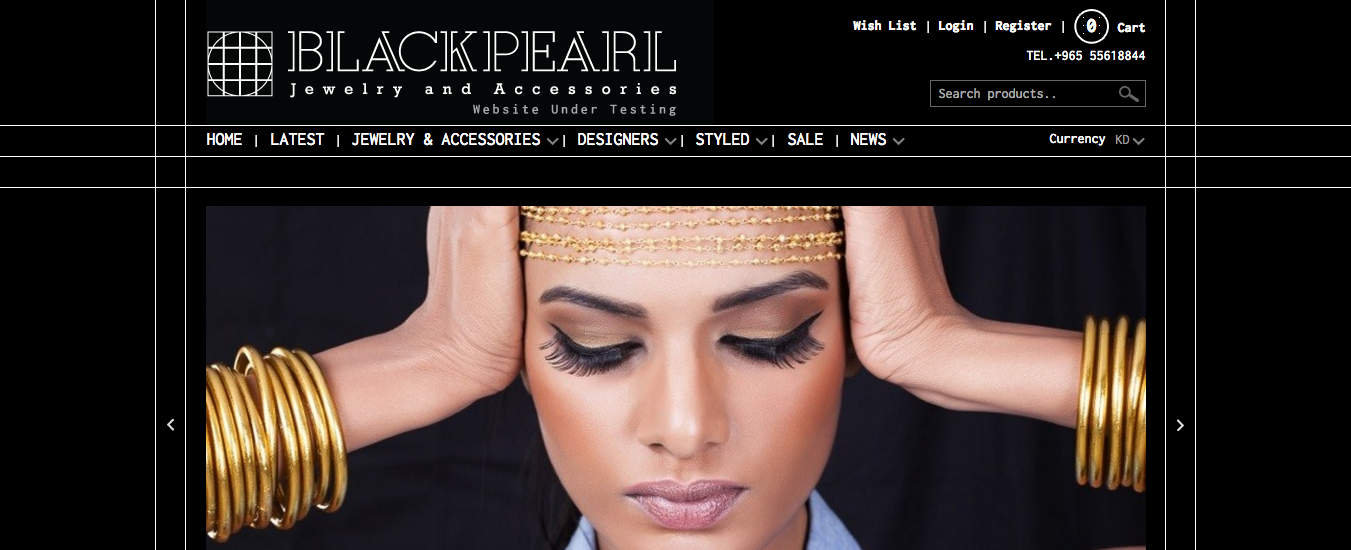 Wish List | Login | Register | 0 Cart
BLACKPEARL
TEL.+965 55618844
Jewelry and Accessories
Search products..
Website Under Testing
HOME | LATEST | JEWELRY & ACCESSORIES | DESIGNERS | STYLED | SALE | NEWS
Currency KD